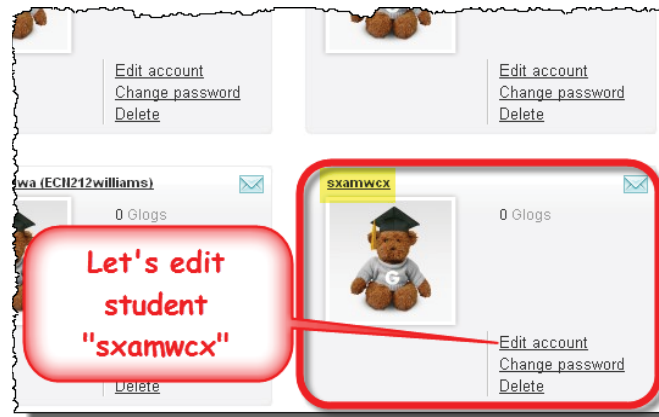 Edit account
Change password
Delete
Edit account
Change password
Delete
wa (ECN212williams)
0 Glogs
sxamwcx
0 Glogs
G
Let's edit
student
"sxamwcx"
Delete
Edit account
Change password
Delete